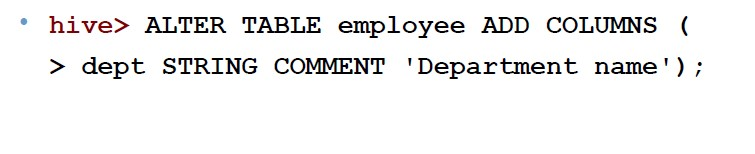 • hive> ALTER TABLE employee ADD COLUMNS (
> dept STRING COMMENT 'Department name');